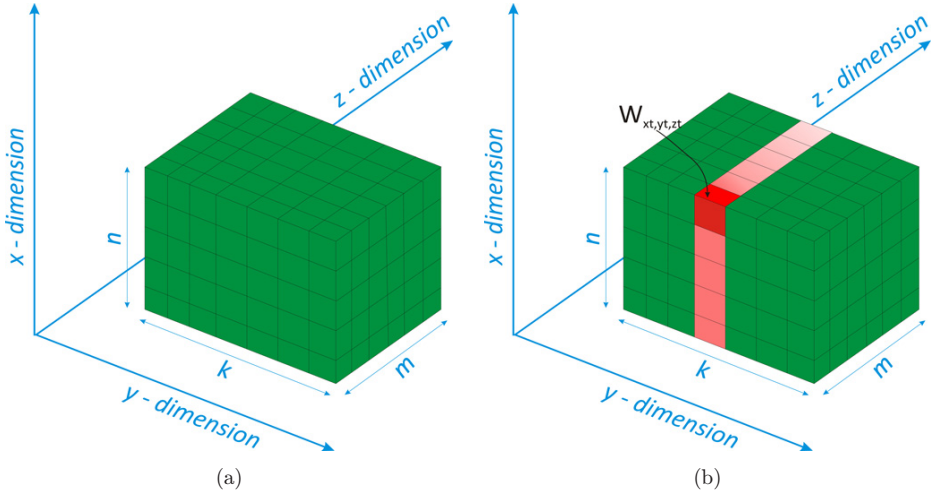 x - dimension
z - dimension
n
k
m
y - dimension
(a)
x - dimension
z - dimension
W xt,yt,zt
n
k
m
y - dimension
(b)